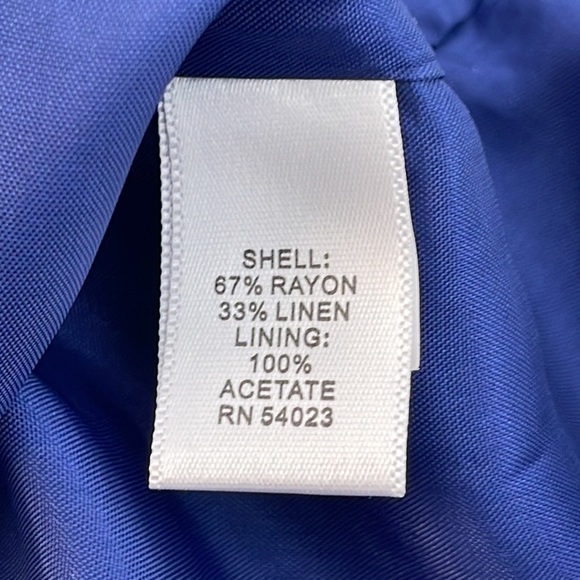 SHELL:
67% RAYON
33% LINEN
LINING:
100%
ACETATE
RN 54023